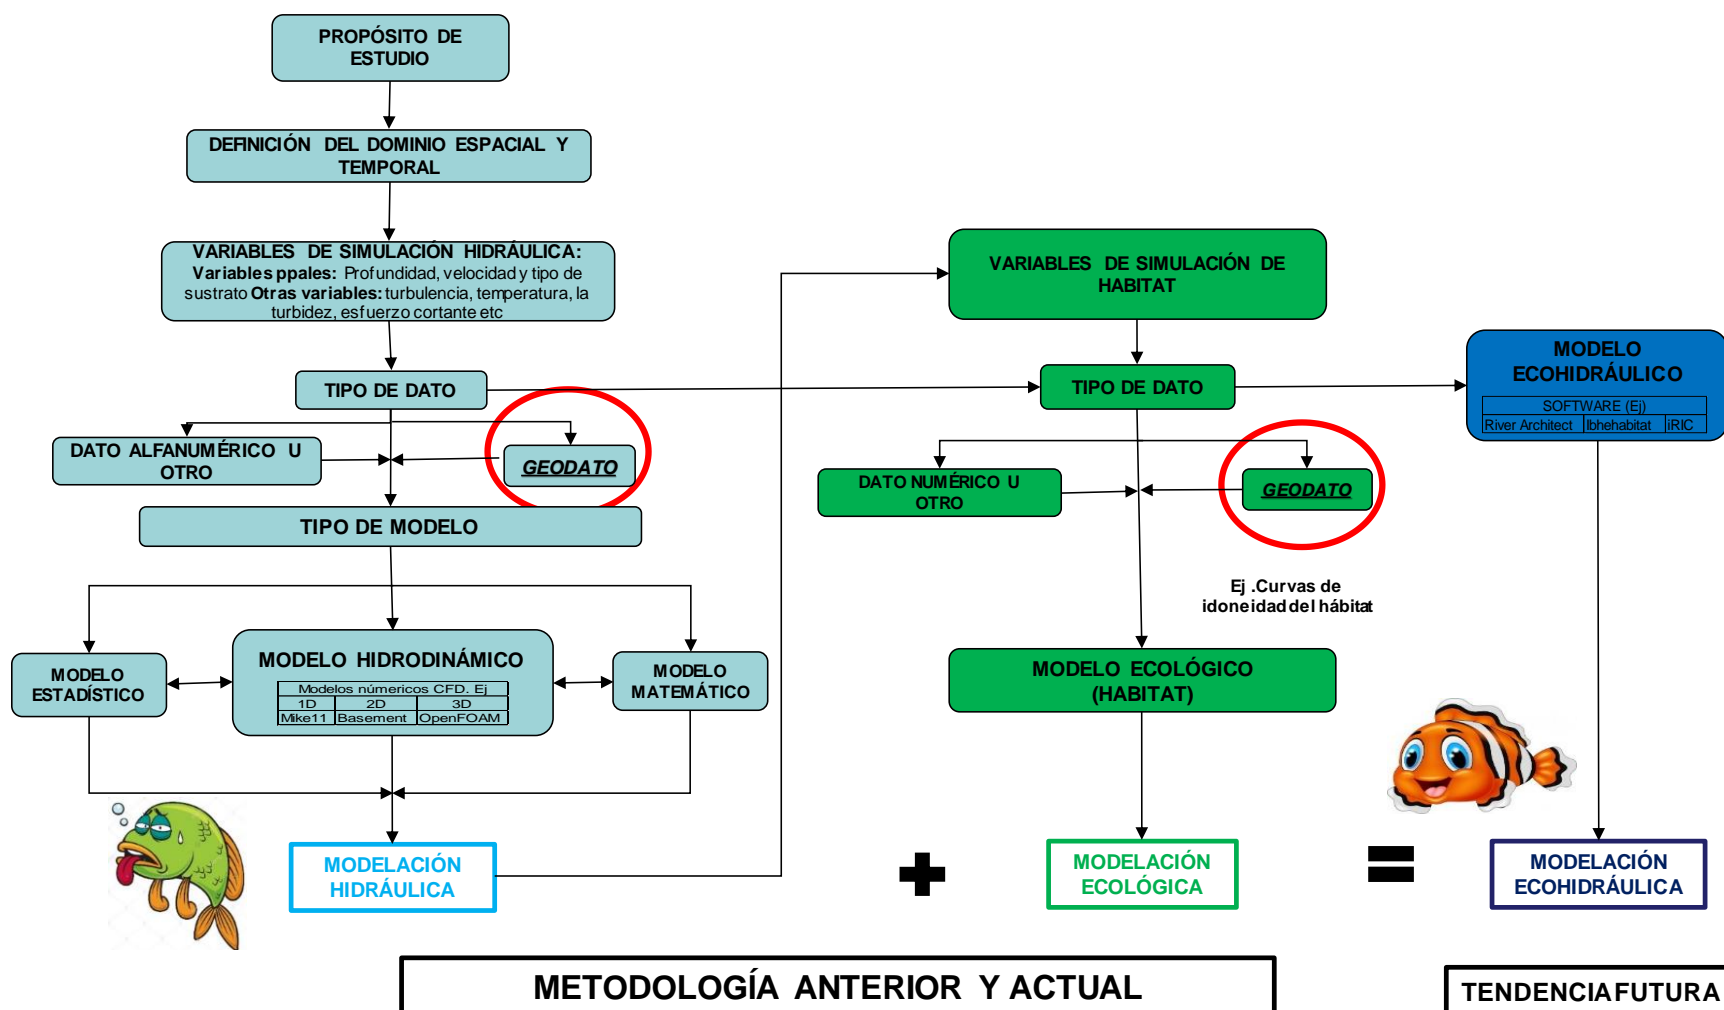 PROPÓSITO DE
ESTUDIO
DEFINICIÓN DEL DOMINIO ESPACIAL Y
TEMPORAL
VARIABLES DE SIMULACIÓN HIDRÁULICA:
Variables ppales: Profundidad, velocidad y tipo de
sustrato Otras variables: turbulencia, temperatura, la
turbidez, esfuerzo cortante etc
TIPO DE DATO
DATO ALFANUMÉRICO U
OTRO
GEODATO
TIPO DE MODELO
MODELO
ESTADÍSTICO
MODELO HIDRODINÁMICO
Modelos númericos CFD. Ej
1D 2D 3D
Mike11 Basement OpenFOAM
MODELO
MATEMÁTICO
MODELACIÓN
HIDRÁULICA
VARIABLES DE SIMULACIÓN DE
HABITAT
TIPO DE DATO
DATO NUMÉRICO U
OTRO
GEODATO
Ej .Curvas de
idoneidad del hábitat
MODELO ECOLÓGICO
(HABITAT)
+
MODELACIÓN
ECOLÓGICA
=
MODELO
ECOHIDRÁULICO
SOFTWARE (Ej)
River Architect Ibhehabitat iRIC
MODELACIÓN
ECOHIDRÁULICA
METODOLOGÍA ANTERIOR Y ACTUAL
TENDENCIA FUTURA